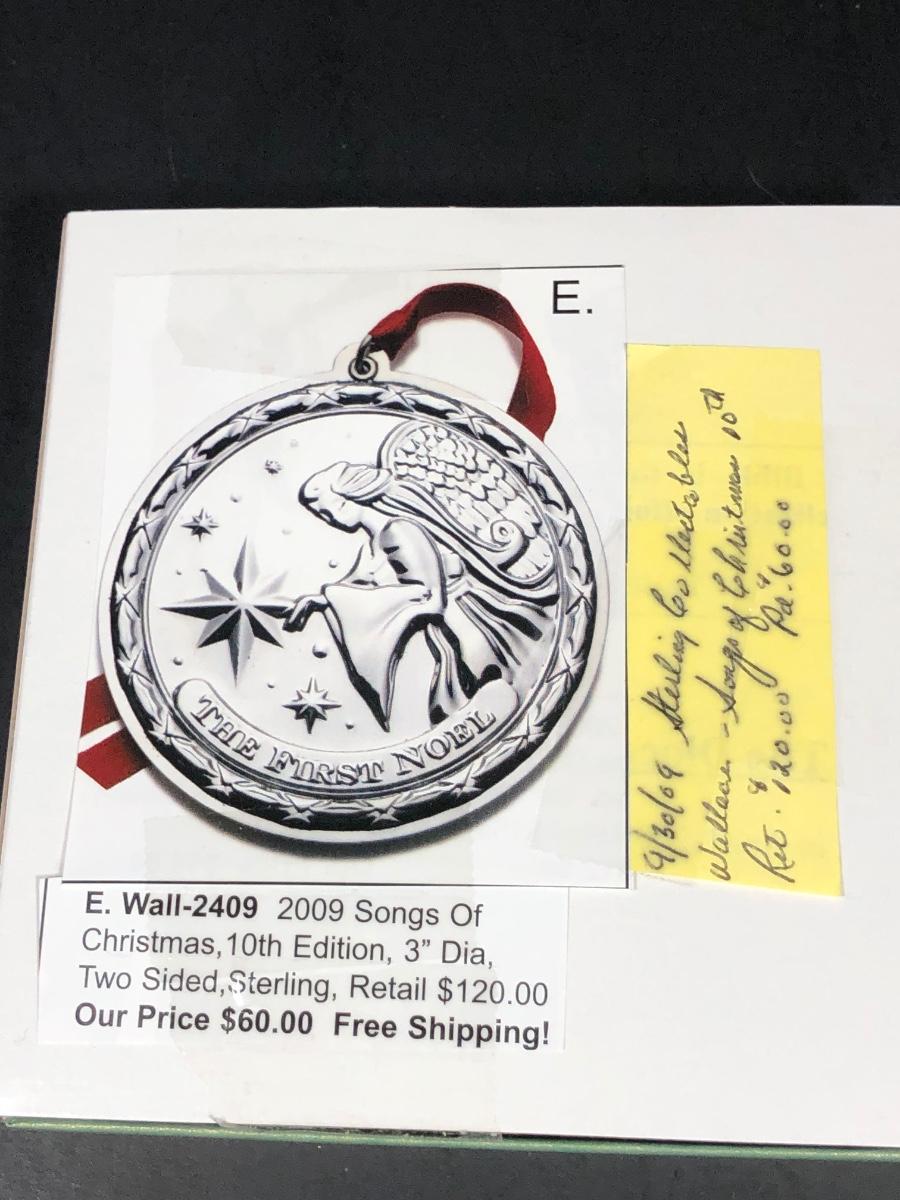 E.
THE FIRST NOEL
9/30/09 Sterling Collectables
Wallace - Songs of Christmas 10th
Ret. $120.00 Pd. $60.00
E. Wall-2409 2009 Songs Of
Christmas, 10th Edition, 3” Dia,
Two Sided, Sterling, Retail $120.00
Our Price $60.00 Free Shipping!